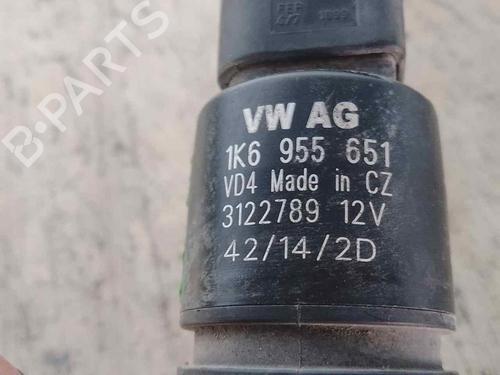 VW AG
1K6 955 651
VD4 Made in CZ
3122789 12V
42/14/2D
B-PARTS